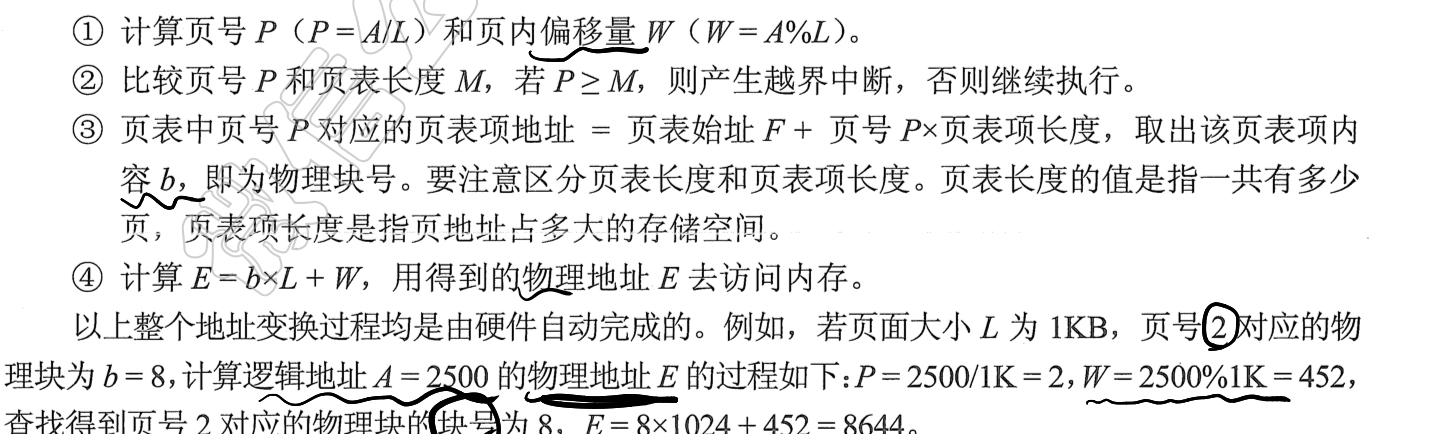 ① 计算页号 P（P = A/L）和页内偏移量 W（W = A%L）。
② 比较页号 P 和页表长度 M，若 P ≥ M，则产生越界中断，否则继续执行。
③ 页表中页号 P 对应的页表项地址 = 页表始址 F + 页号 P×页表项长度，取出该页表项内
容 b，即为物理块号。要注意区分页表长度和页表项长度。页表长度的值是指一共有多少
页，页表项长度是指页地址占多大的存储空间。
④ 计算 E = b×L + W，用得到的物理地址 E 去访问内存。
以上整个地址变换过程均是由硬件自动完成的。例如，若页面大小 L 为 1KB，页号 2 对应的物
理块为 b = 8，计算逻辑地址 A = 2500 的物理地址 E 的过程如下：P = 2500/1K = 2，W = 2500%1K = 452，
查找得到页号 2 对应的物理块的块号为 8，E = 8×1024 + 452 = 8644。
微信公